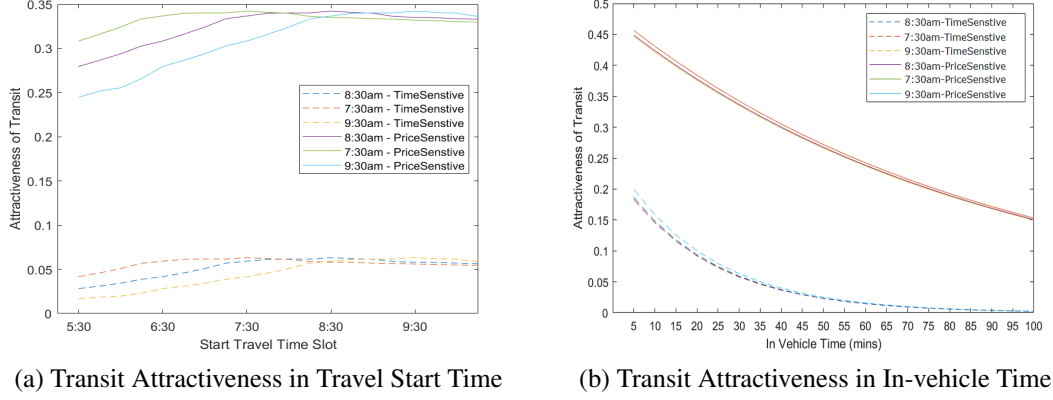 0.35
0.3
0.25
0.2
0.15
0.1
0.05
0
Attractiveness of Transit
8:30am - TimeSenstive
7:30am - TimeSenstive
9:30am - TimeSenstive
8:30am - PriceSenstive
7:30am - PriceSenstive
9:30am - PriceSenstive
5:30 6:30 7:30 8:30 9:30
Start Travel Time Slot
(a) Transit Attractiveness in Travel Start Time
0.5
0.45
0.4
0.35
0.3
0.25
0.2
0.15
0.1
0.05
0
Attractiveness of Transit
8:30am-TimeSenstive
7:30am-TimeSenstive
9:30am-TimeSenstive
8:30am-PriceSenstive
7:30am-PriceSenstive
9:30am-PriceSenstive
5 10 15 20 25 30 35 40 45 50 55 60 65 70 75 80 85 90 95 100
In Vehicle Time (mins)
(b) Transit Attractiveness in In-vehicle Time